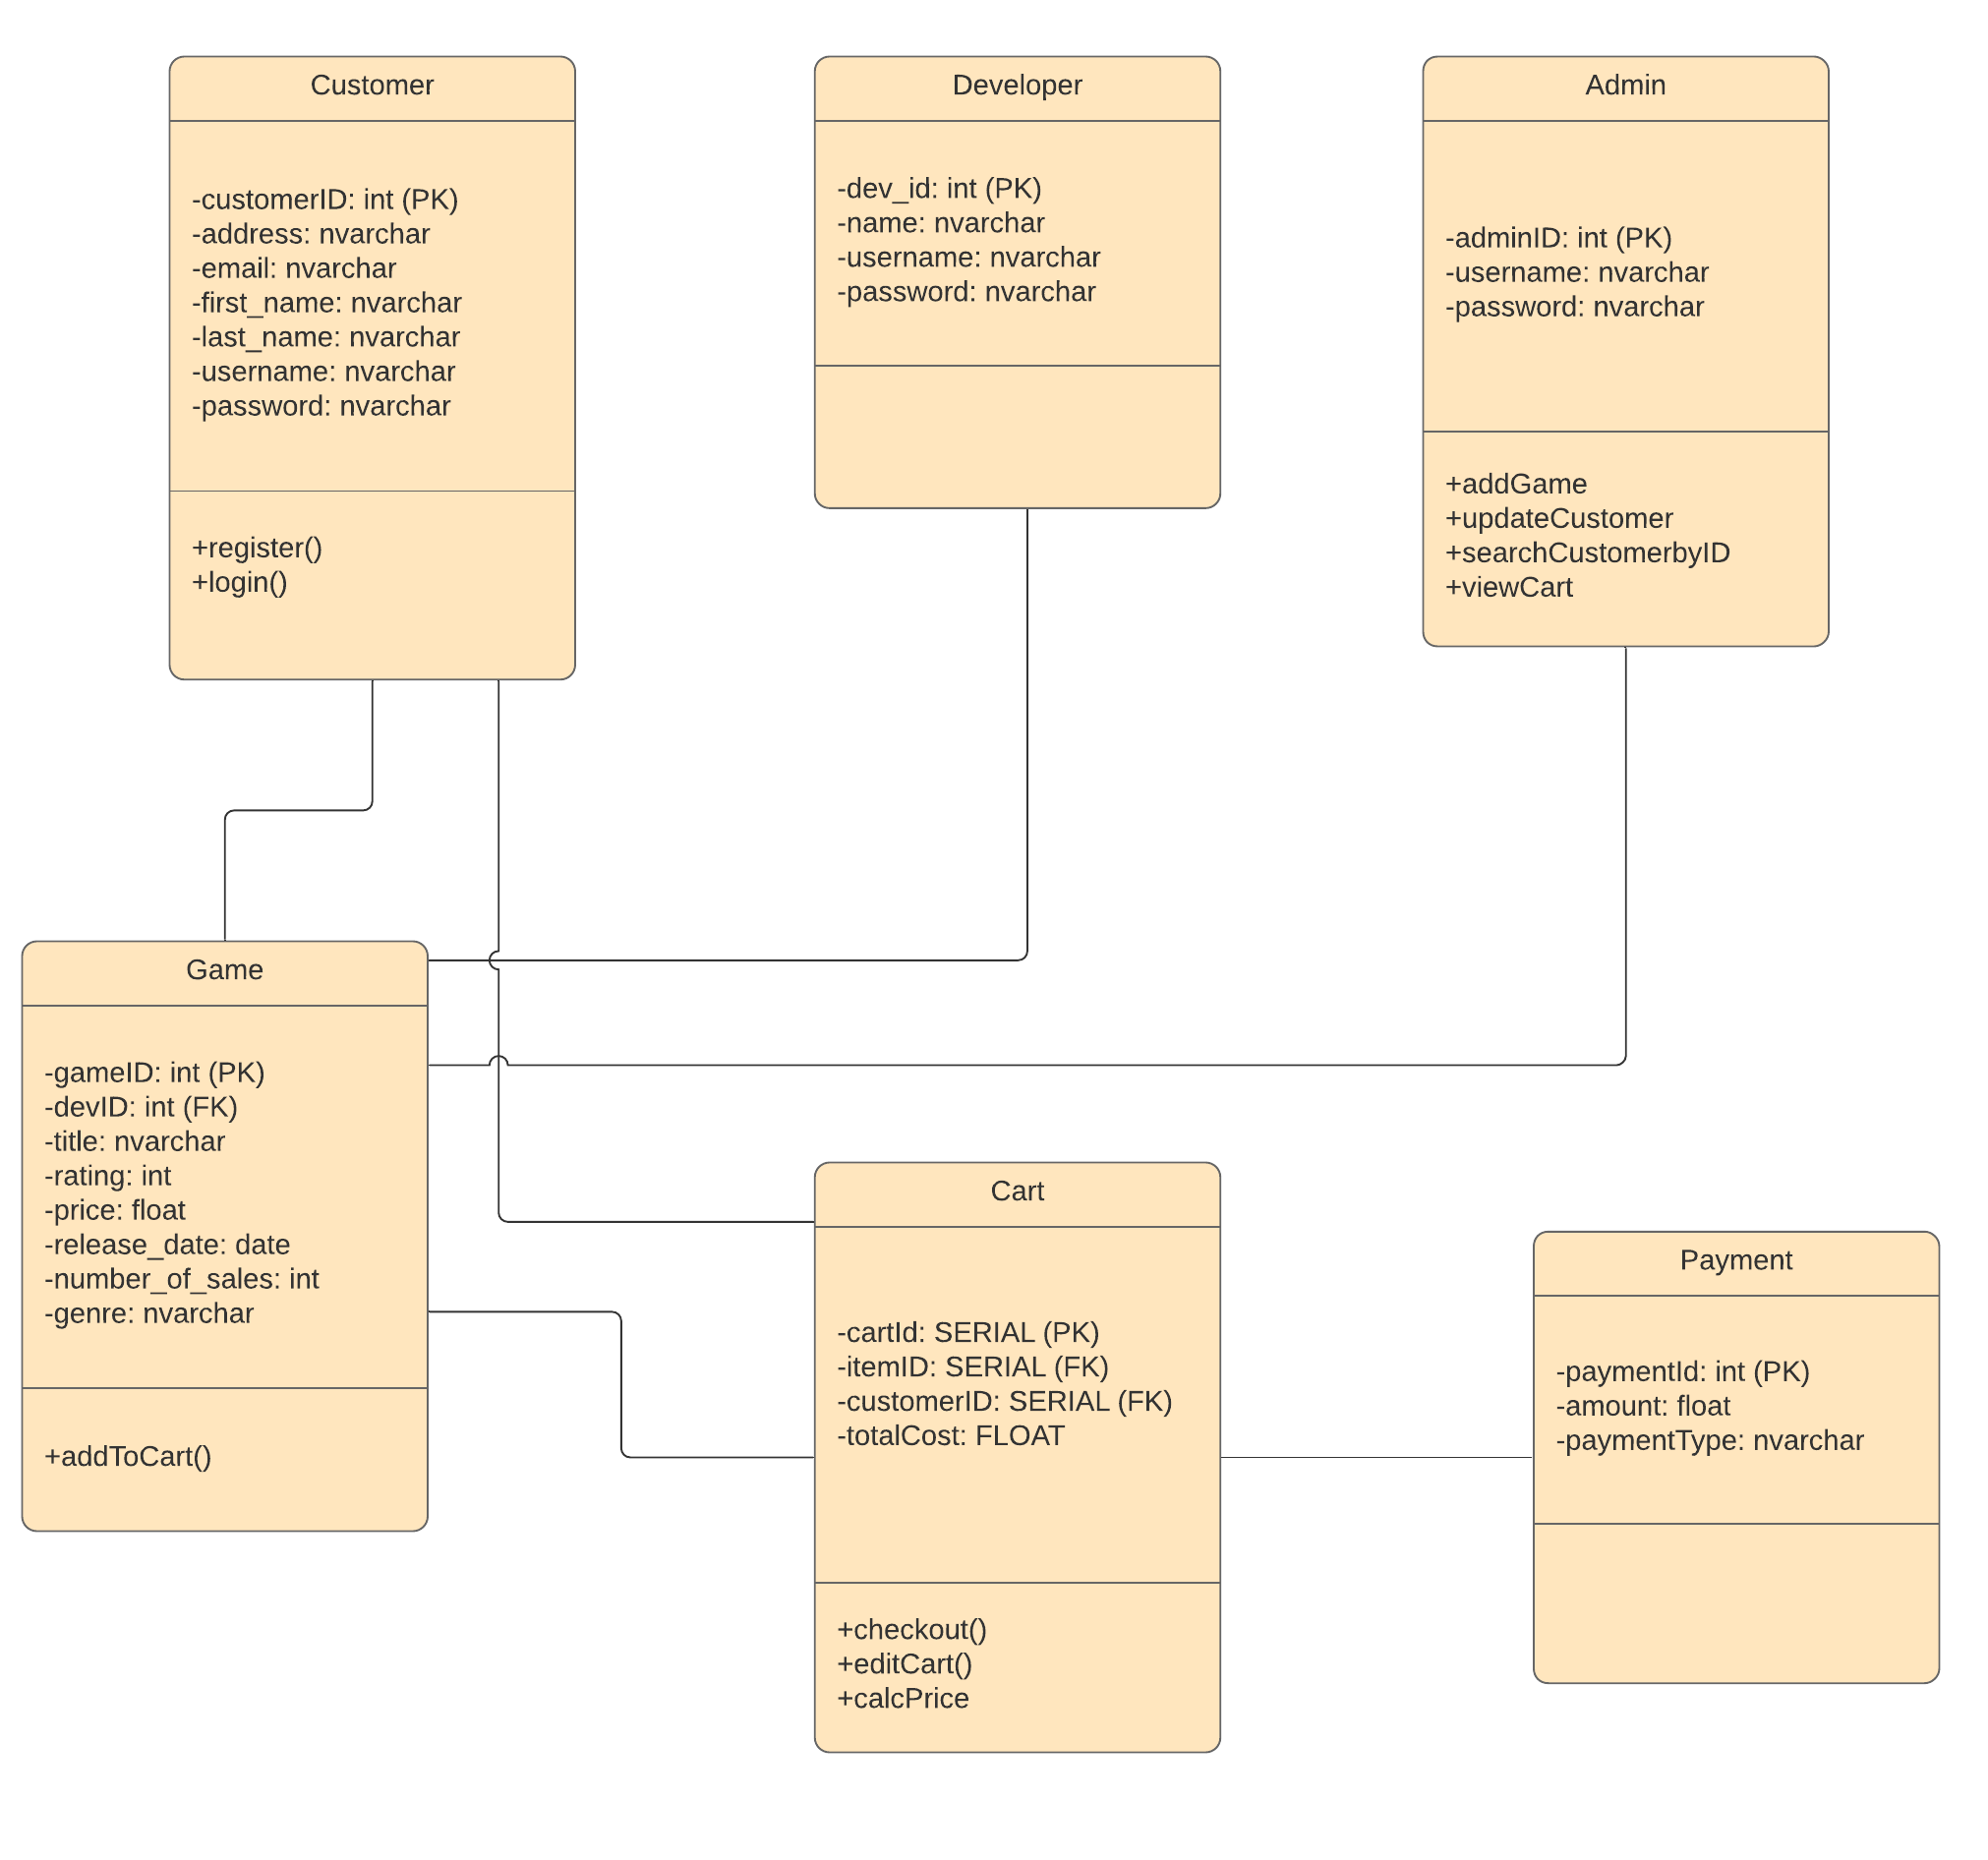 Customer
-customerID: int (PK)
-address: nvarchar
-email: nvarchar
-first_name: nvarchar
-last_name: nvarchar
-username: nvarchar
-password: nvarchar
+register()
+login()
Developer
-dev_id: int (PK)
-name: nvarchar
-username: nvarchar
-password: nvarchar
Admin
-adminID: int (PK)
-username: nvarchar
-password: nvarchar
+addGame
+updateCustomer
+searchCustomerbyID
+viewCart
Game
-gameID: int (PK)
-devID: int (FK)
-title: nvarchar
-rating: int
-price: float
-release_date: date
-number_of_sales: int
-genre: nvarchar
+addToCart()
Cart
-cartId: SERIAL (PK)
-itemID: SERIAL (FK)
-customerID: SERIAL (FK)
-totalCost: FLOAT
+checkout()
+editCart()
+calcPrice
Payment
-paymentId: int (PK)
-amount: float
-paymentType: nvarchar